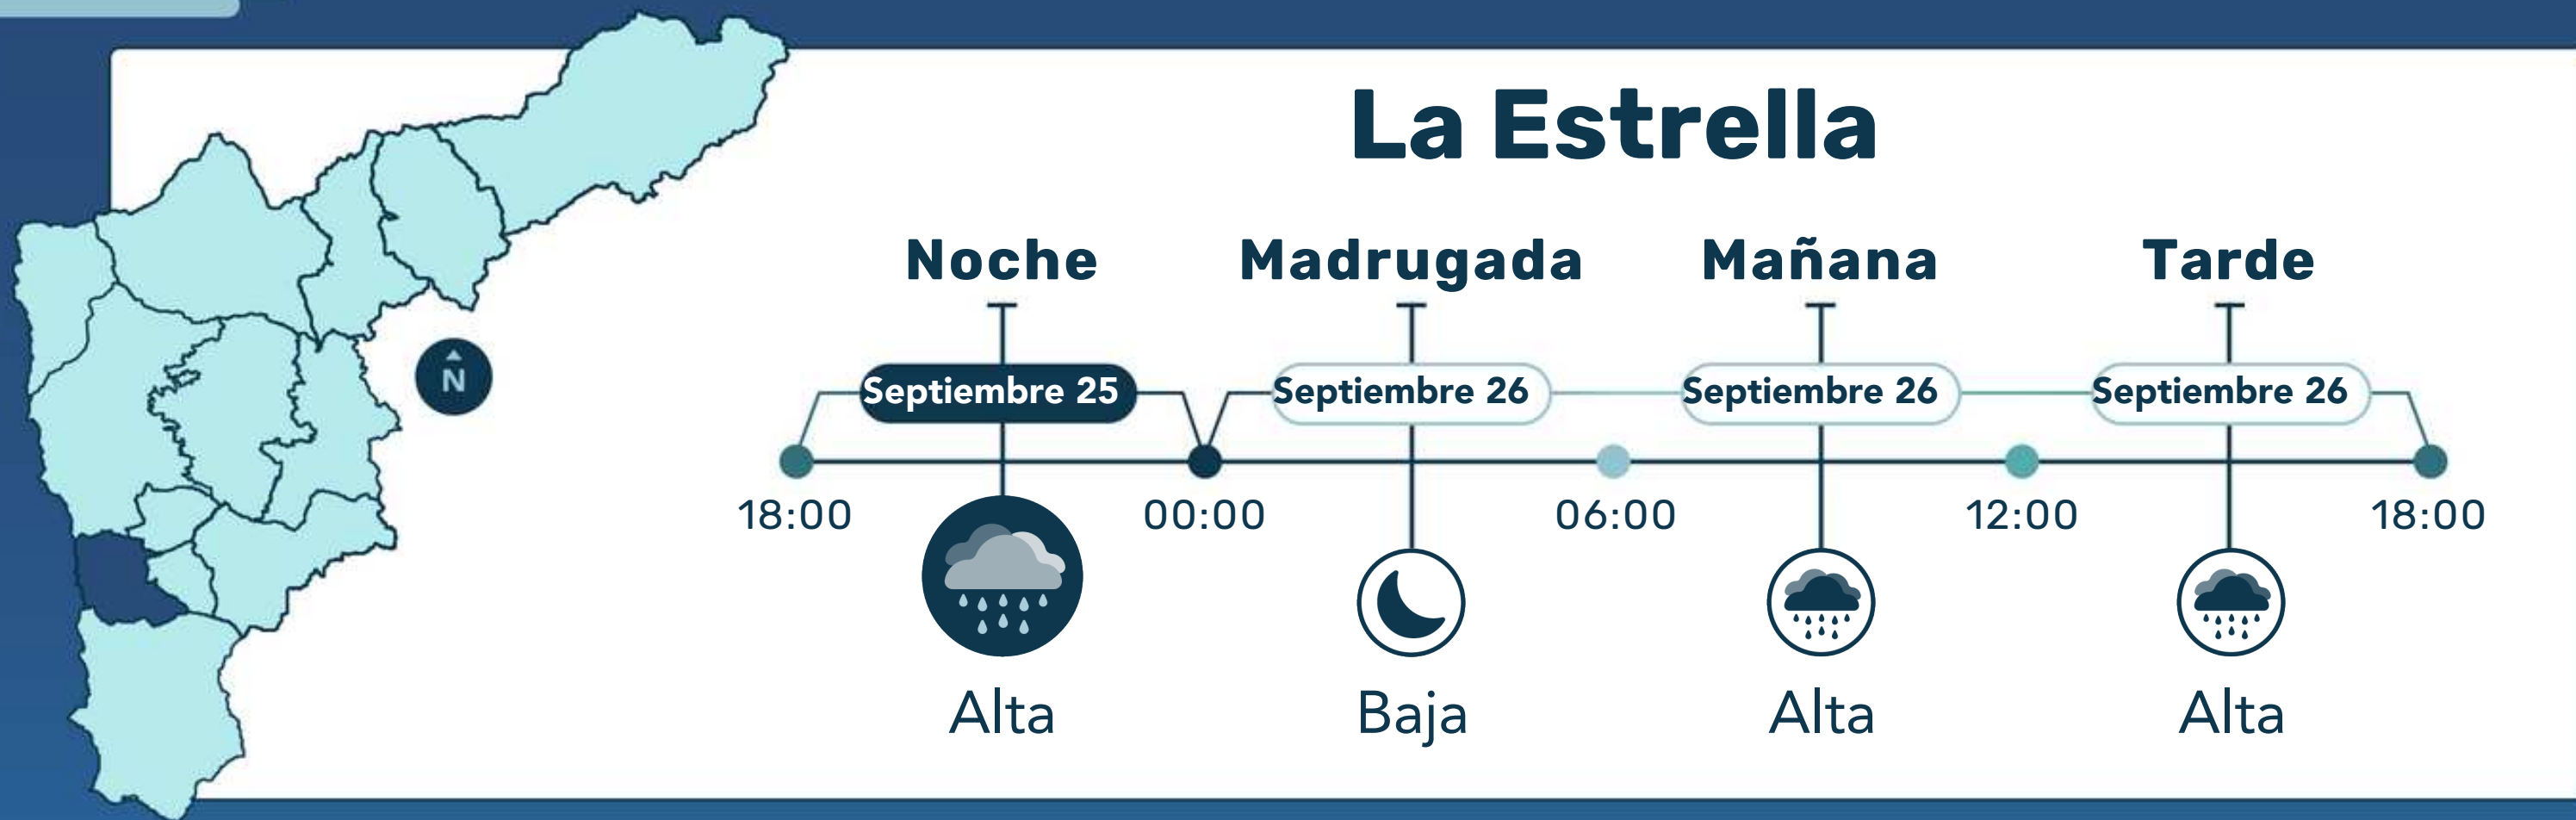 La Estrella
Noche Madrugada Mañana Tarde
Septiembre 25 Septiembre 26 Septiembre 26 Septiembre 26
N
18:00 00:00 06:00 12:00 18:00
Alta Baja Alta Alta